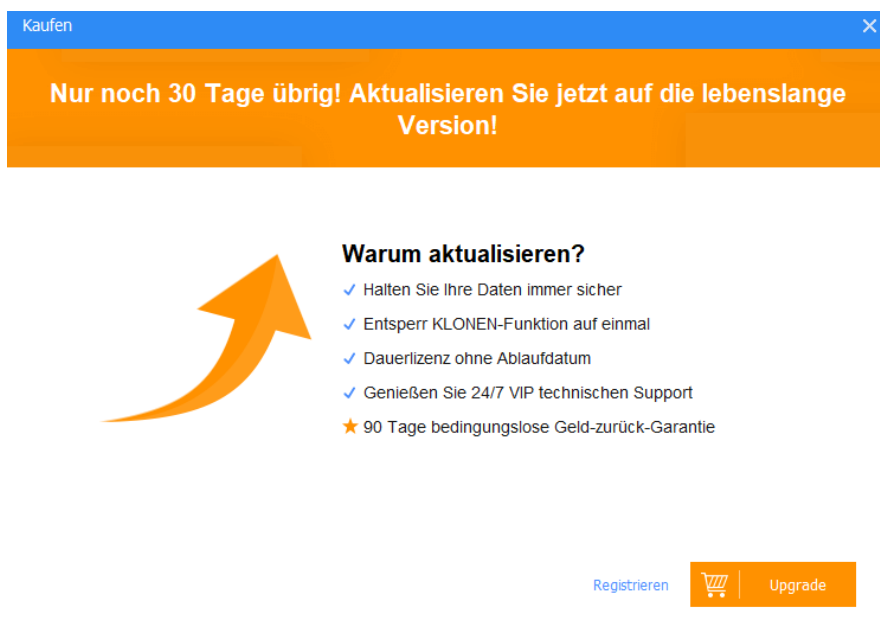 Kaufen
Nur noch 30 Tage übrig! Aktualisieren Sie jetzt auf die lebenslange
Version!
Warum aktualisieren?
Halten Sie Ihre Daten immer sicher
Entsperr KLONEN-Funktion auf einmal
Dauerlizenz ohne Ablaufdatum
Genießen Sie 24/7 VIP technischen Support
90 Tage bedingungslose Geld-zurück-Garantie
Registrieren
Upgrade